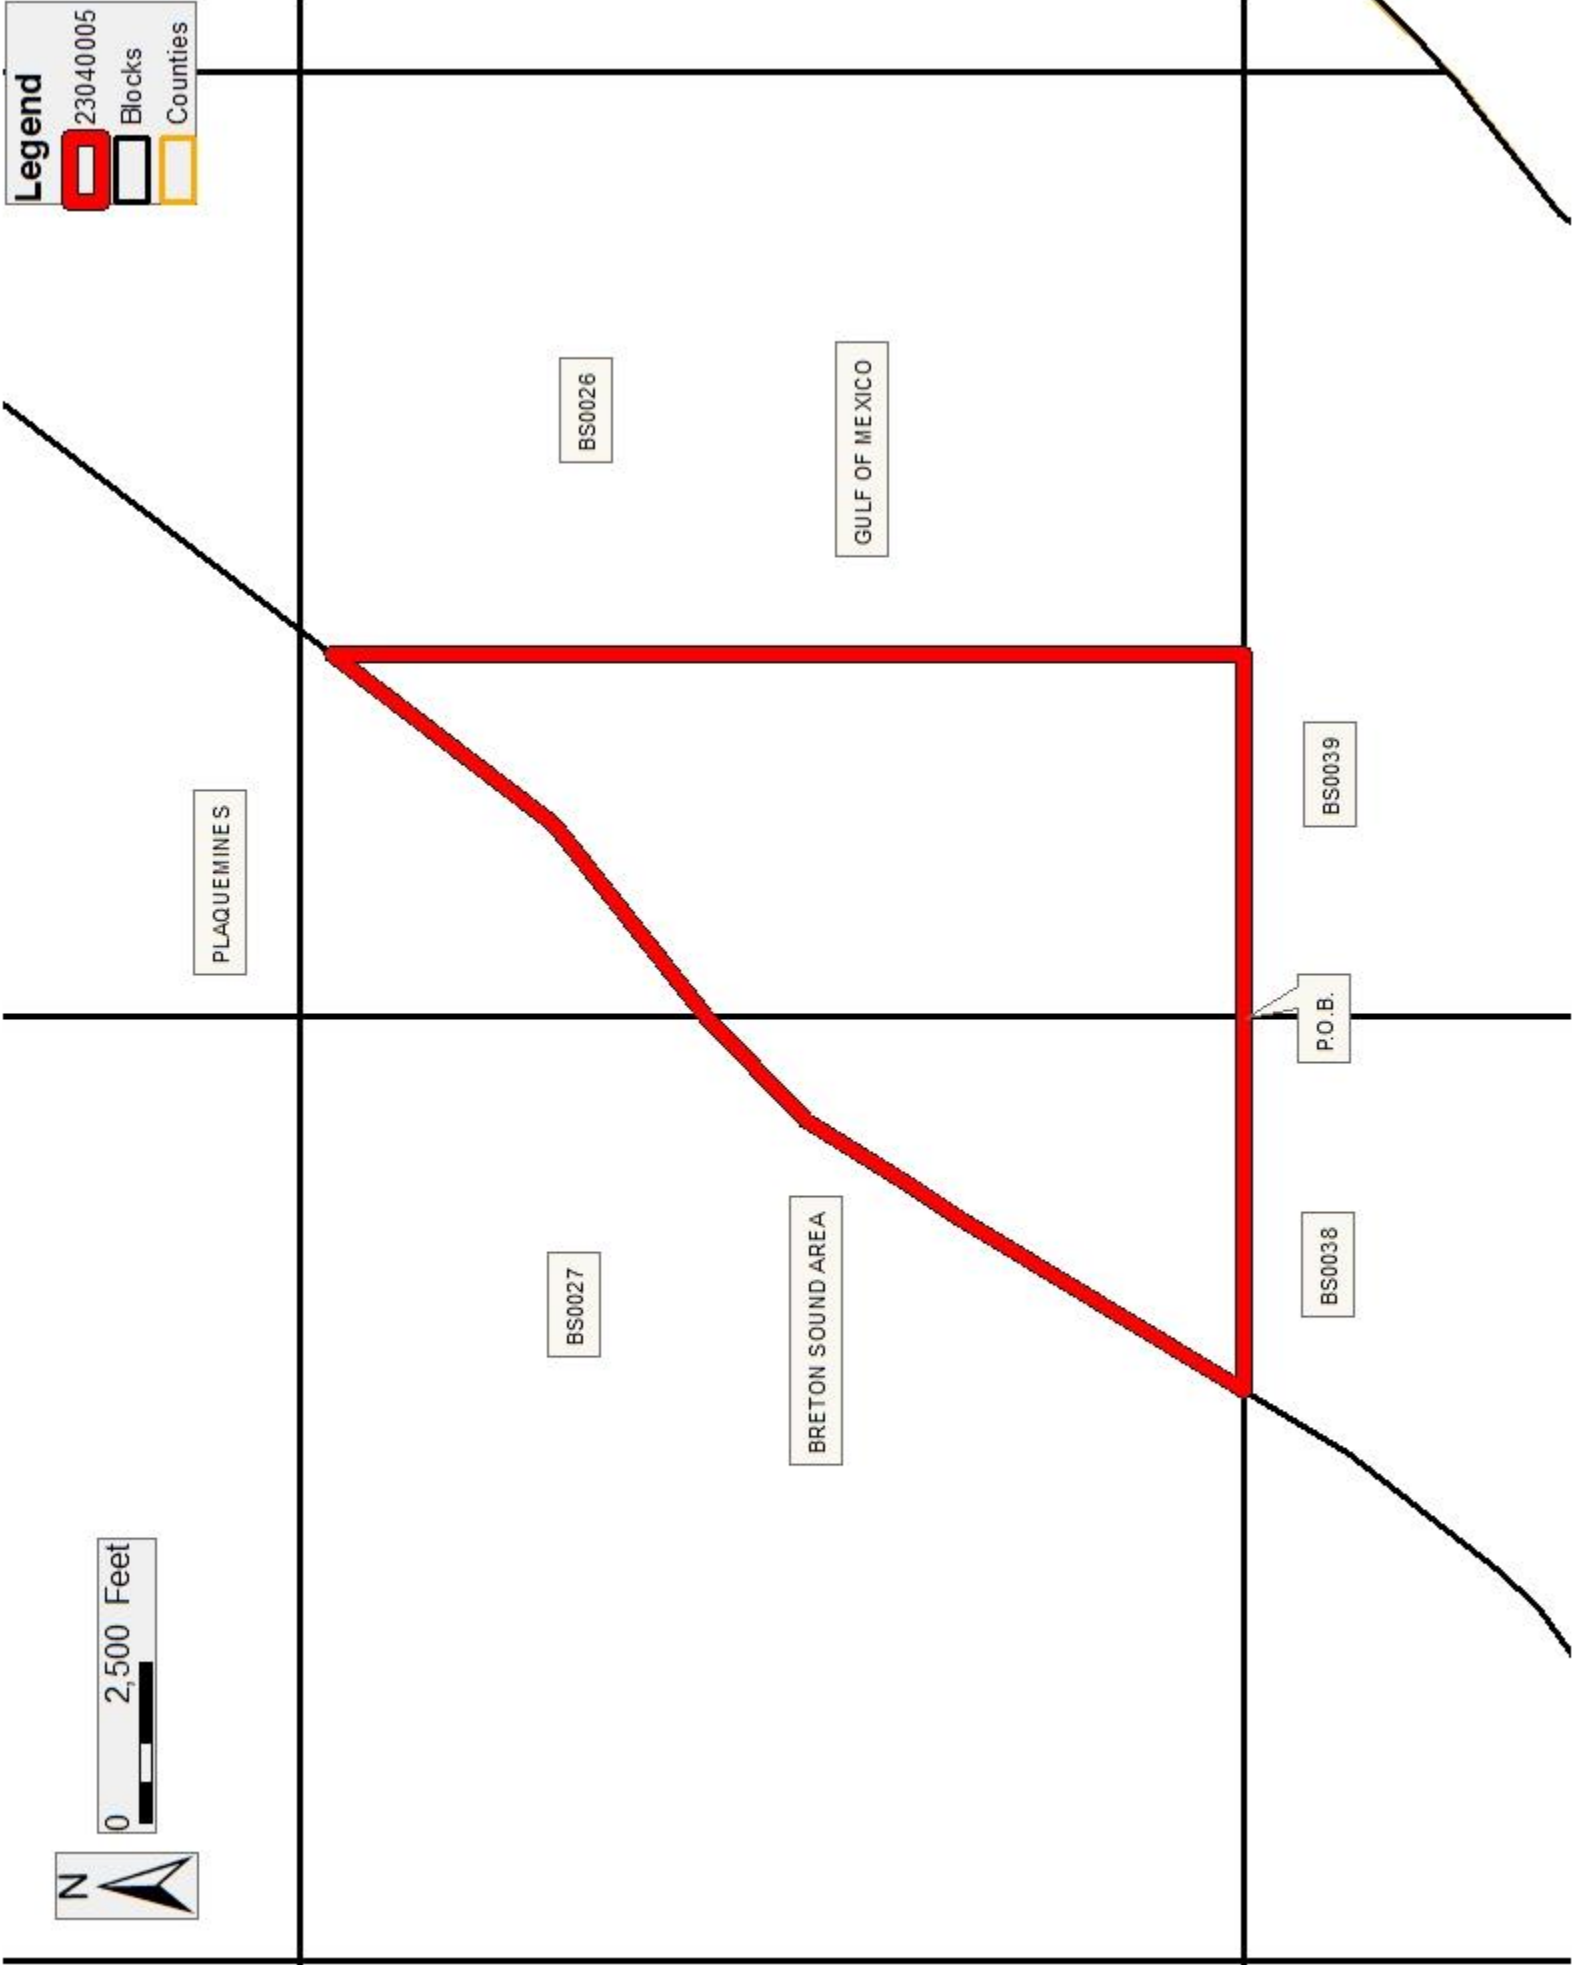 N
0 2,500 Feet
Legend
23040005
Blocks
Counties
PLAQUEMINES
BS0027
BS0026
BRETON SOUND AREA
GULF OF MEXICO
BS0038
P.O.B.
BS0039